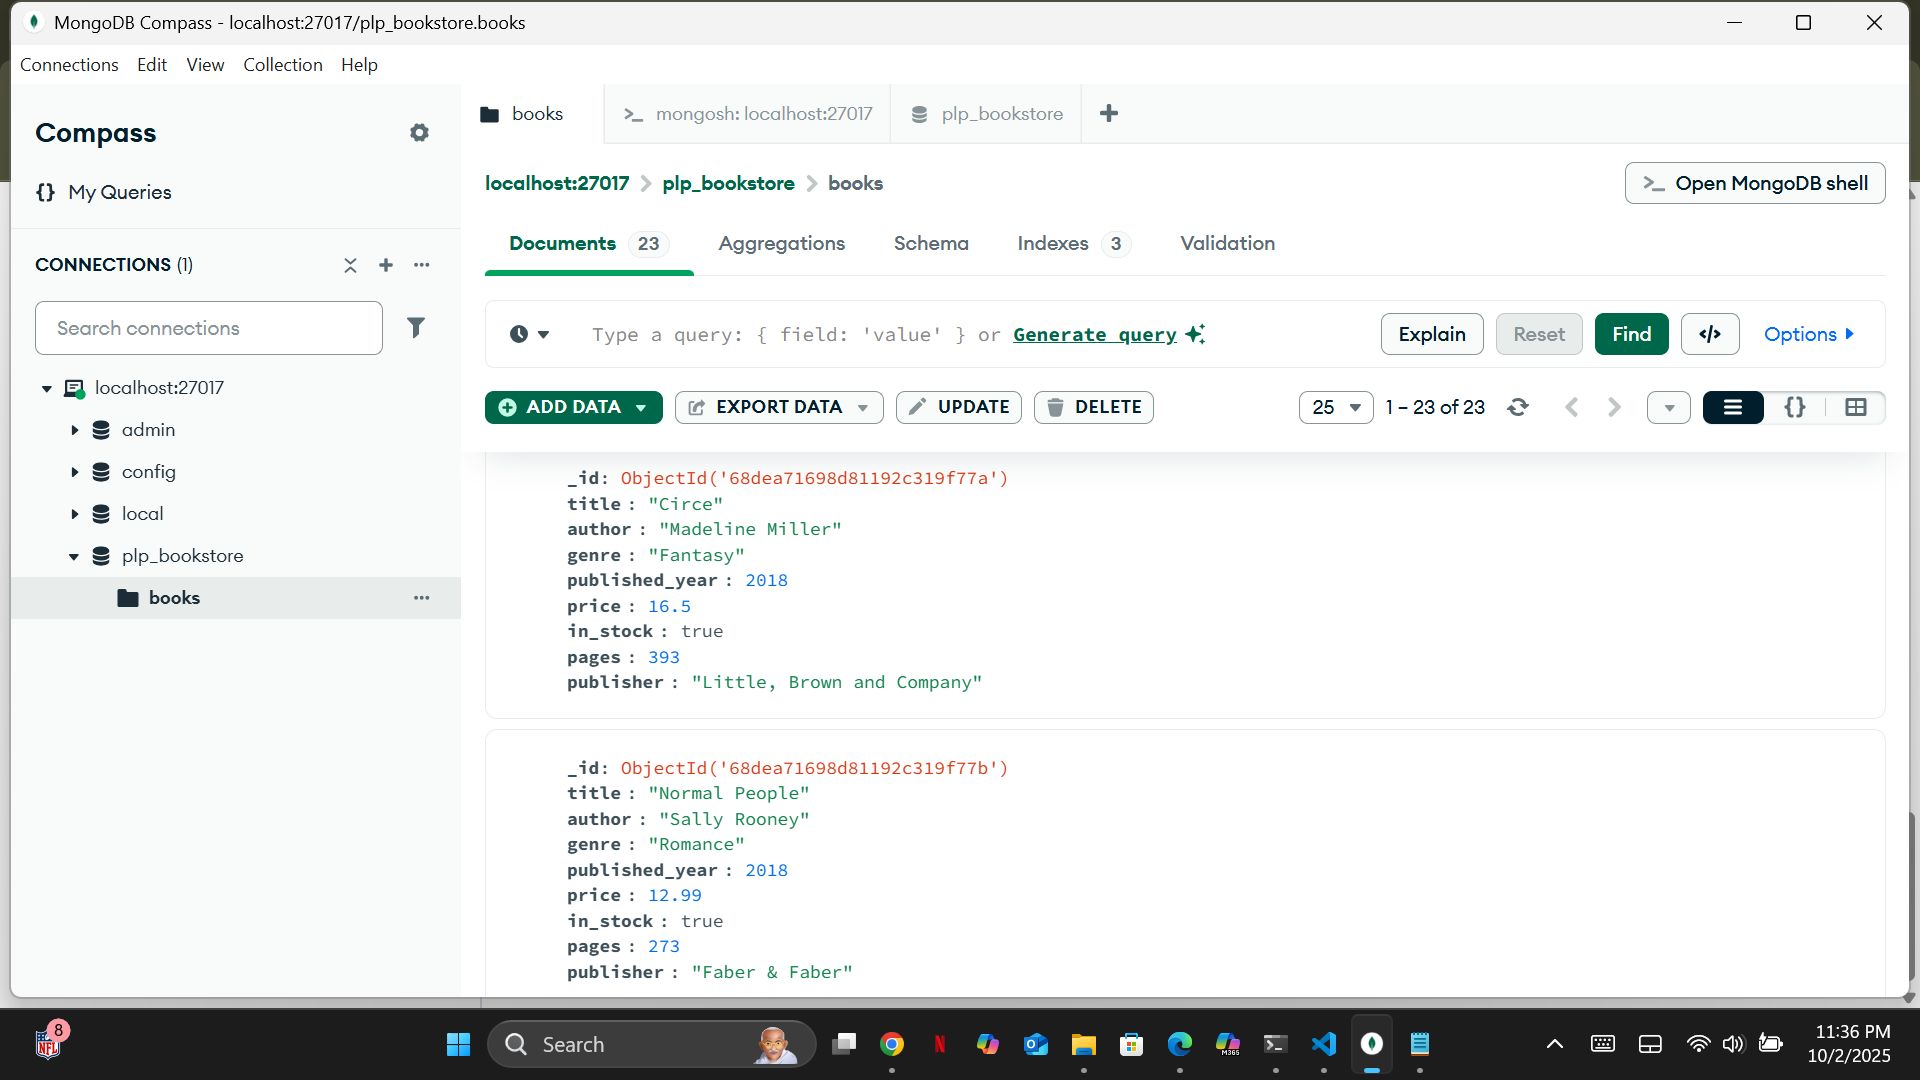 MongoDB Compass - localhost:27017/plp_bookstore.books
Connections Edit View Collection Help
Compass
{} My Queries
CONNECTIONS (1)
Search connections
localhost:27017
admin
config
local
plp_bookstore
books
books
mongosh: localhost:27017
plp_bookstore
localhost:27017 > plp_bookstore > books
>_ Open MongoDB shell
Documents 23 Aggregations Schema Indexes 3 Validation
Type a query: { field: 'value' } or Generate query
Explain Reset Find </> Options
ADD DATA EXPORT DATA UPDATE DELETE 25 1 – 23 of 23 {}
_id: ObjectId('68dea71698d81192c319f77a')
title : "Circe"
author : "Madeline Miller"
genre : "Fantasy"
published_year : 2018
price : 16.5
in_stock : true
pages : 393
publisher : "Little, Brown and Company"
_id: ObjectId('68dea71698d81192c319f77b')
title : "Normal People"
author : "Sally Rooney"
genre : "Romance"
published_year : 2018
price : 12.99
in_stock : true
pages : 273
publisher : "Faber & Faber"
8
NFL
Search
M365
11:36 PM
10/2/2025